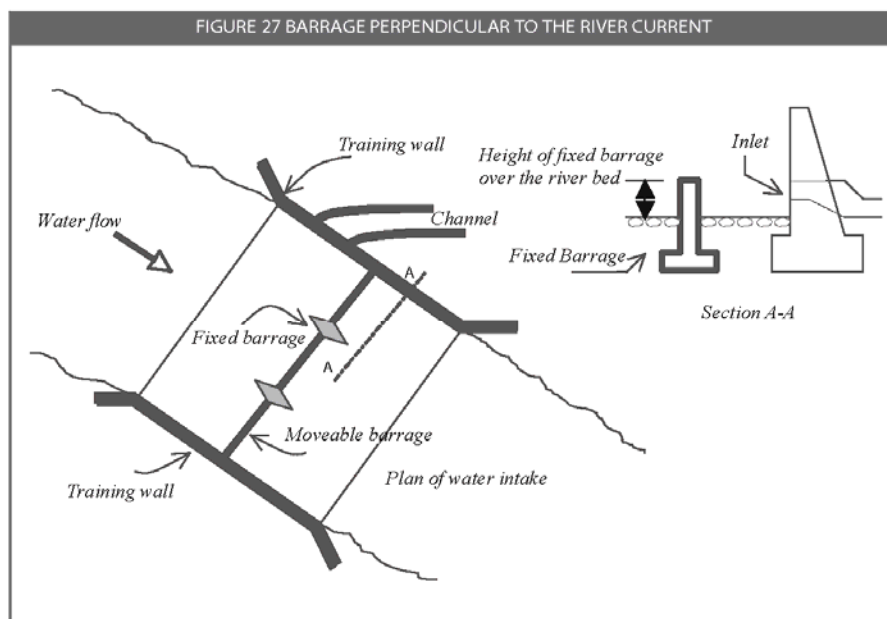 FIGURE 27 BARRAGE PERPENDICULAR TO THE RIVER CURRENT
Training wall
Water flow
Channel
A
Fixed barrage
A
Moveable barrage
Training wall
Plan of water intake
Height of fixed barrage
over the river bed
Inlet
Fixed Barrage
Section A-A